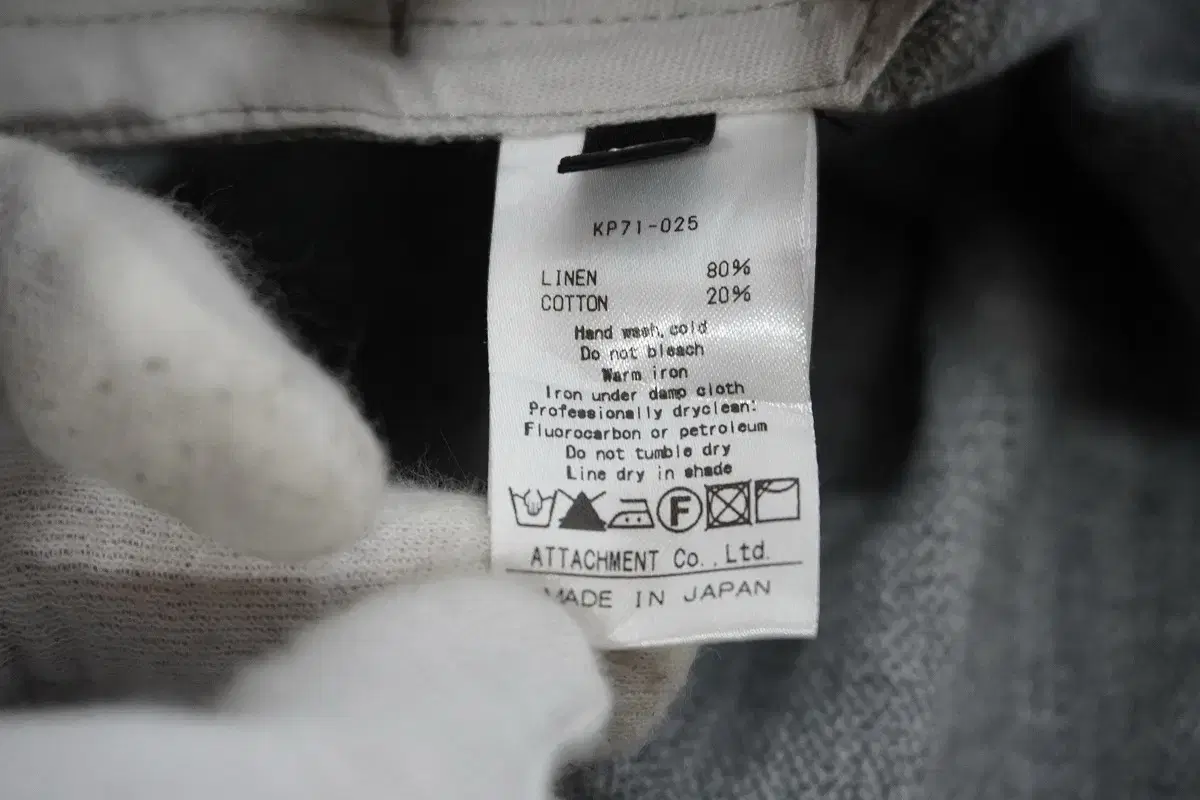 KP71-025
LINEN 80%
COTTON 20%
Hand wash, cold
Do not bleach
Warm iron
Iron under damp cloth
Professionally dryclean:
Fluorocarbon or petroleum
Do not tumble dry
Line dry in shade
F
ATTACHMENT Co.,Ltd.
MADE IN JAPAN